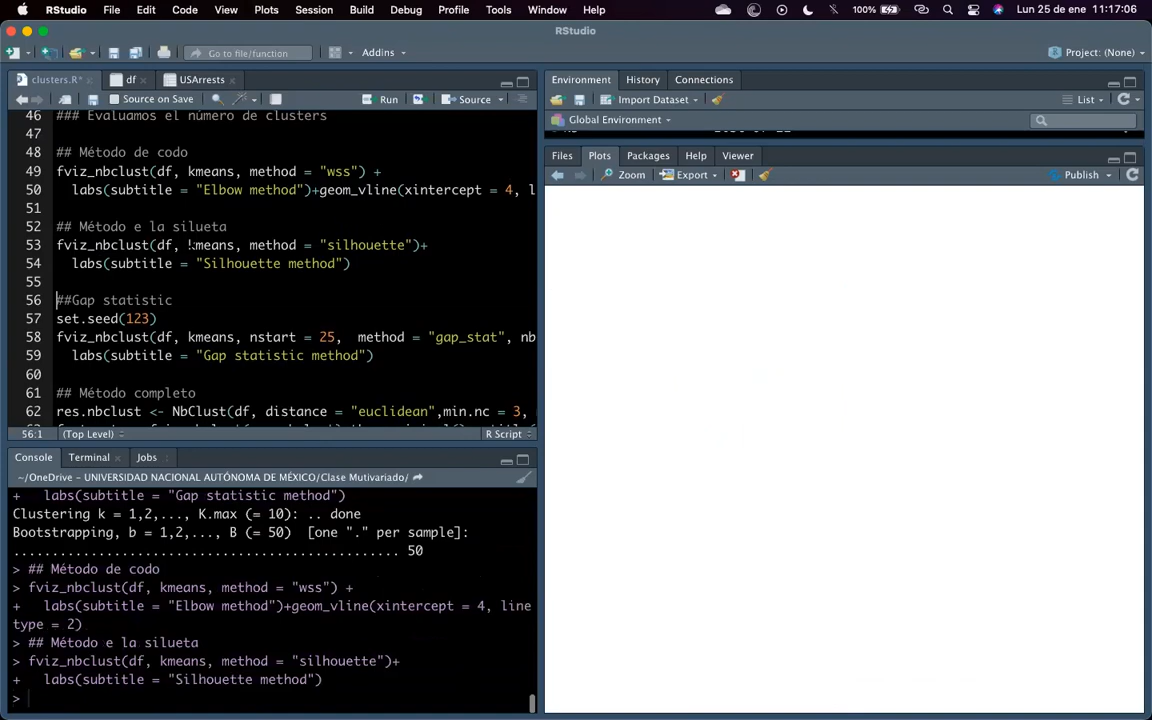 RStudio File Edit Code View Plots Session Build Debug Profile Tools Window Help 100% Lun 25 de ene 11:17:06
RStudio
Go to file/function Addins Project: (None)
clusters.R* df USArrests
Source on Save Run Source
46 ### Evaluamos el número de clusters
47
48 ## Método de codo
49 fviz_nbclust(df, kmeans, method = "wss") +
50 labs(subtitle = "Elbow method")+geom_vline(xintercept = 4, l
51
52 ## Método e la silueta
53 fviz_nbclust(df, kmeans, method = "silhouette")+
54 labs(subtitle = "Silhouette method")
55
56 ##Gap statistic
57 set.seed(123)
58 fviz_nbclust(df, kmeans, nstart = 25, method = "gap_stat", nb
59 labs(subtitle = "Gap statistic method")
60
61 ## Método completo
62 res.nbclust <- NbClust(df, distance = "euclidean",min.nc = 3,
56:1 (Top Level) R Script
Console Terminal Jobs
~/OneDrive - UNIVERSIDAD NACIONAL AUTÓNOMA DE MÉXICO/Clase Mutivariado/
+ labs(subtitle = "Gap statistic method")
Clustering k = 1,2,..., K.max (= 10): .. done
Bootstrapping, b = 1,2,..., B (= 50) [one "." per sample]:
.................................................. 50
> ## Método de codo
> fviz_nbclust(df, kmeans, method = "wss") +
+ labs(subtitle = "Elbow method")+geom_vline(xintercept = 4, line
type = 2)
> ## Método e la silueta
> fviz_nbclust(df, kmeans, method = "silhouette")+
+ labs(subtitle = "Silhouette method")
>
Environment History Connections
Import Dataset List
Global Environment
Files Plots Packages Help Viewer
Zoom Export Publish